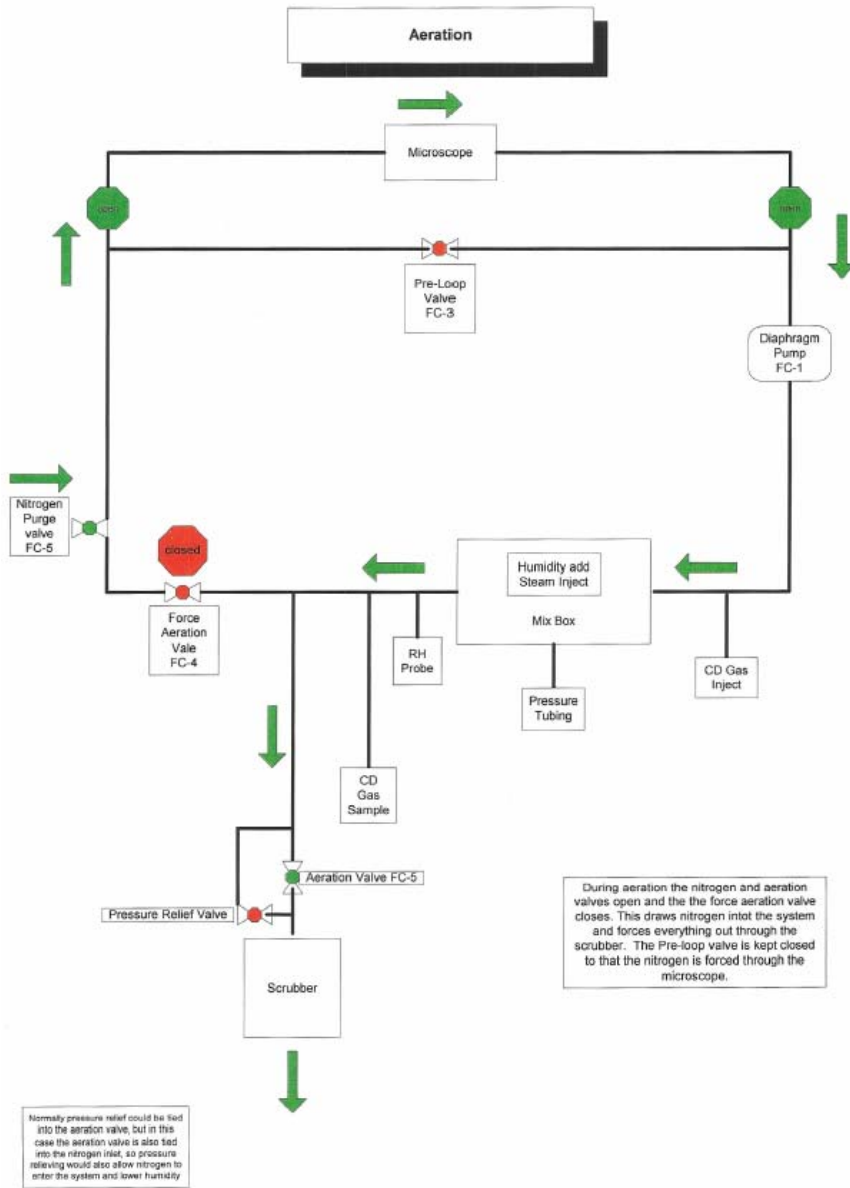 Aeration
Microscope
open
open
Pre-Loop
Valve
FC-3
Diaphragm
Pump
FC-1
Nitrogen
Purge
valve
FC-5
closed
Force
Aeration
Vale
FC-4
Humidity add
Steam Inject
Mix Box
RH
Probe
Pressure
Tubing
CD Gas
Inject
CD
Gas
Sample
Aeration Valve FC-5
Pressure Relief Valve
Scrubber
During aeration the nitrogen and aeration
valves open and the the force aeration valve
closes. This draws nitrogen intot the system
and forces everything out through the
scrubber. The Pre-loop valve is kept closed
to that the nitrogen is forced through the
microscope.
Normally pressure relief could be tied
into the aeration valve, but in this
case the aeration valve is also tied
into the nitrogen inlet, so pressure
relieving would also allow nitrogen to
enter the system and lower humidity